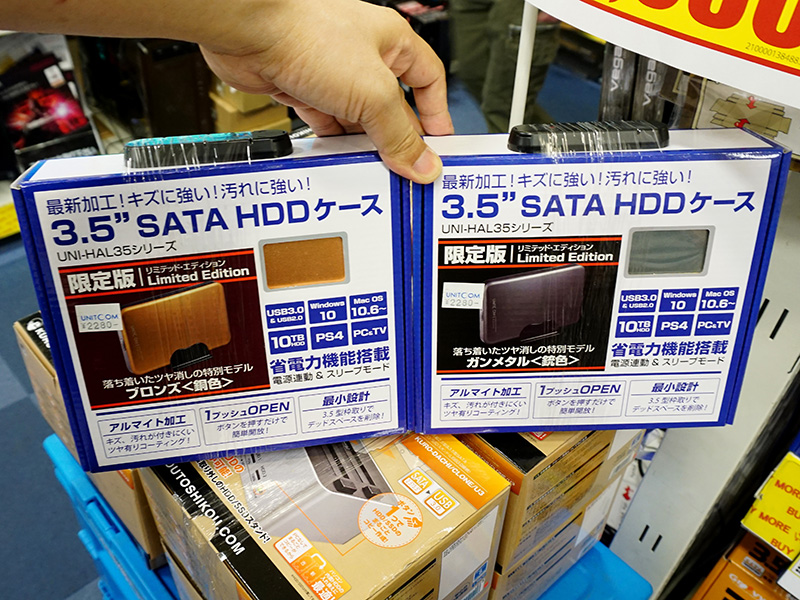 最新加工！キズに強い！汚れに強い！
3.5” SATA HDDケース
UNI-HAL35シリーズ
限定版
リミテッド・エディション
Limited Edition
UNITCOM
¥2280-
落ち着いたツヤ消しの特別モデル
ブロンズ＜銅色＞
USB3.0
& USB2.0
Windows
10
Mac OS
10.6～
10TB
HDD
PS4
PC&TV
省電力機能搭載
電源連動 & スリープモード
アルマイト加工
キズ、汚れが付きにくい
ツヤ有りコーティング！
1プッシュOPEN
ボタンを押すだけで
簡単開放！
最小設計
3.5 型枠取りで
デッドスペースを削除！
最新加工！キズに強い！汚れに強い！
3.5” SATA HDDケース
UNI-HAL35シリーズ
限定版
リミテッド・エディション
Limited Edition
UNITCOM
¥2280-
落ち着いたツヤ消しの特別モデル
ガンメタル＜銃色＞
USB3.0
& USB2.0
Windows
10
Mac OS
10.6～
10TB
HDD
PS4
PC&TV
省電力機能搭載
電源連動 & スリープモード
アルマイト加工
キズ、汚れが付きにくい
ツヤ有りコーティング！
1プッシュOPEN
ボタンを押すだけで
簡単開放！
最小設計
3.5 型枠取りで
デッドスペースを削除！
KURO-DACHI/CLONE/U3
SATA
USB
UTOSHIKOU.COM
MORE
BUY
MORE
BUY